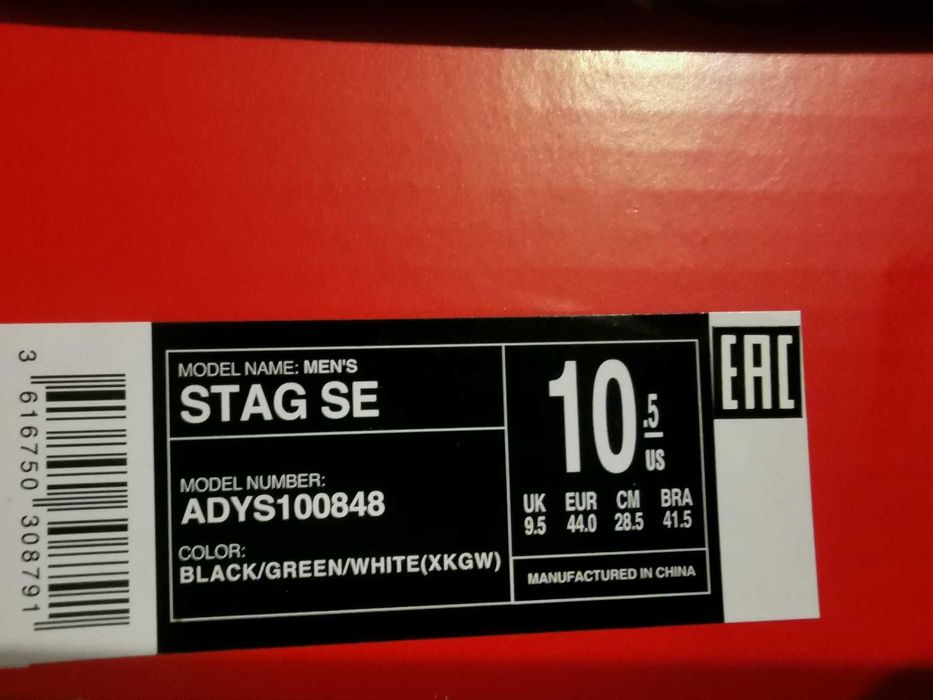 3 616750 308791
MODEL NAME: MEN'S
STAG SE
MODEL NUMBER:
ADYS100848
COLOR:
BLACK/GREEN/WHITE(XKGW)
10.5
US
UK EUR CM BRA
9.5 44.0 28.5 41.5
MANUFACTURED IN CHINA
EAC